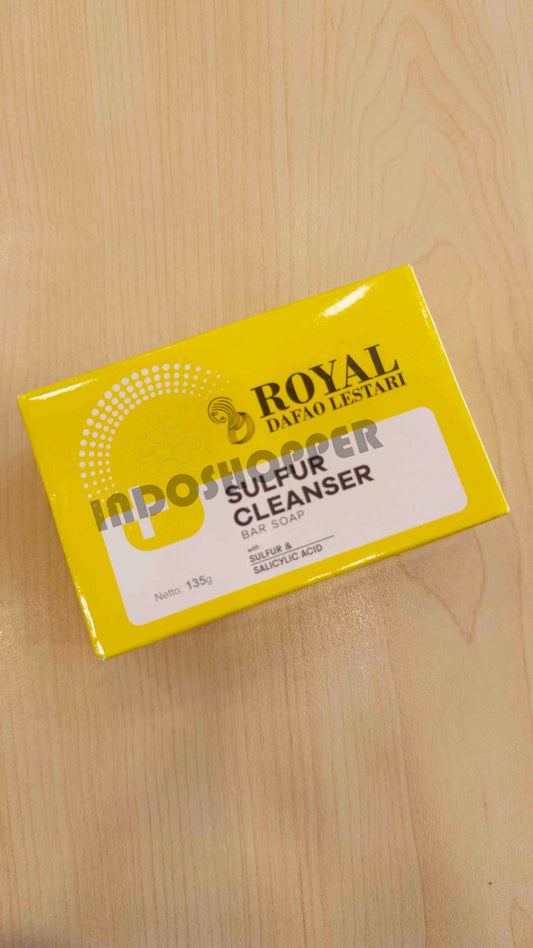 ROYAL
DAFAO LESTARI
INDOSHOPPER
SULFUR
CLEANSER
BAR SOAP
with :
SULFUR &
SALICYLIC ACID
Netto: 135g